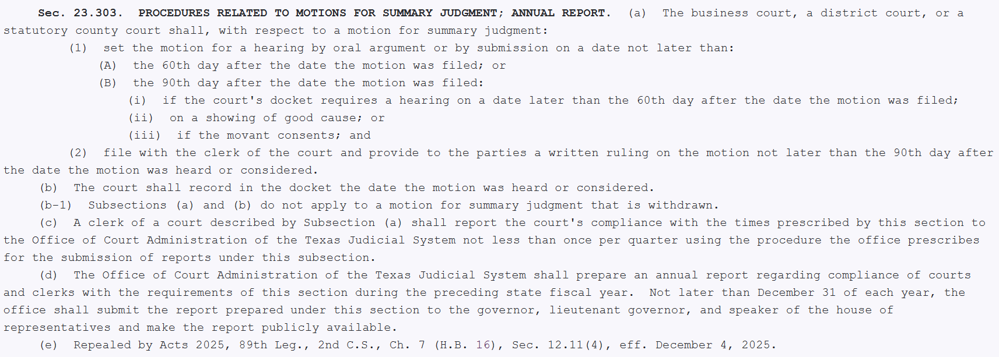 Sec. 23.303. PROCEDURES RELATED TO MOTIONS FOR SUMMARY JUDGMENT; ANNUAL REPORT. (a) The business court, a district court, or a
statutory county court shall, with respect to a motion for summary judgment:
(1) set the motion for a hearing by oral argument or by submission on a date not later than:
(A) the 60th day after the date the motion was filed; or
(B) the 90th day after the date the motion was filed:
(i) if the court's docket requires a hearing on a date later than the 60th day after the date the motion was filed;
(ii) on a showing of good cause; or
(iii) if the movant consents; and
(2) file with the clerk of the court and provide to the parties a written ruling on the motion not later than the 90th day after
the date the motion was heard or considered.
(b) The court shall record in the docket the date the motion was heard or considered.
(b-1) Subsections (a) and (b) do not apply to a motion for summary judgment that is withdrawn.
(c) A clerk of a court described by Subsection (a) shall report the court's compliance with the times prescribed by this section to
the Office of Court Administration of the Texas Judicial System not less than once per quarter using the procedure the office prescribes
for the submission of reports under this subsection.
(d) The Office of Court Administration of the Texas Judicial System shall prepare an annual report regarding compliance of courts
and clerks with the requirements of this section during the preceding state fiscal year. Not later than December 31 of each year, the
office shall submit the report prepared under this section to the governor, lieutenant governor, and speaker of the house of
representatives and make the report publicly available.
(e) Repealed by Acts 2025, 89th Leg., 2nd C.S., Ch. 7 (H.B. 16), Sec. 12.11(4), eff. December 4, 2025.